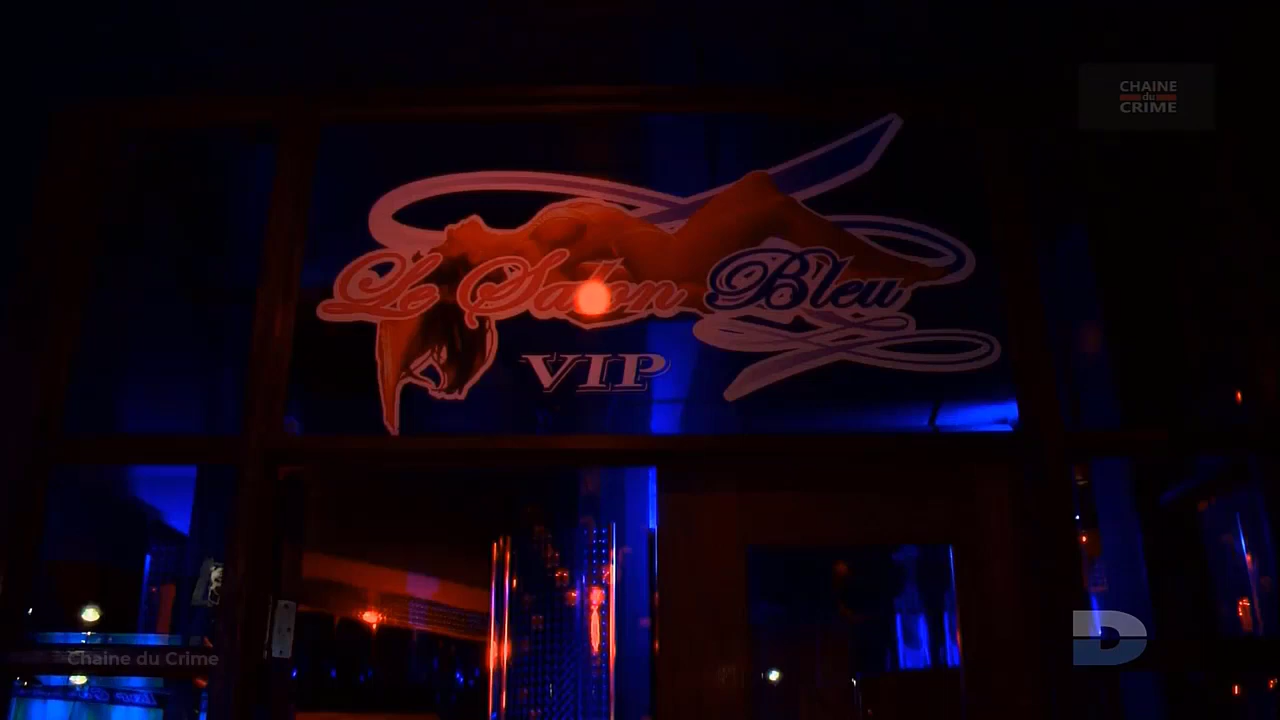 CHAINE
du
CRIME
Le Salon Bleu
VIP
Chaine du Crime
D